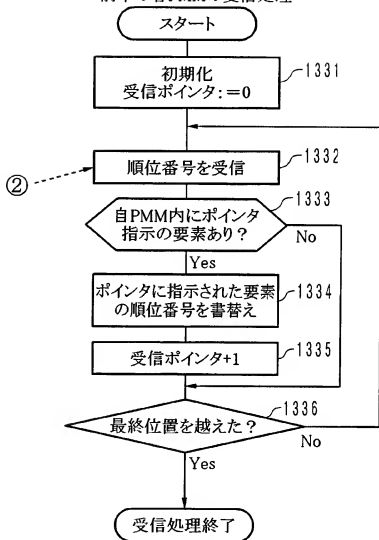 スタート
初期化
受信ポインタ:=0
1331
順位番号を受信
1332
②
自PMM内にポインタ
指示の要素あり?
1333
No
Yes
ポインタに指示された要素
の順位番号を書替え
1334
受信ポインタ+1
1335
最終位置を越えた?
1336
No
Yes
受信処理終了